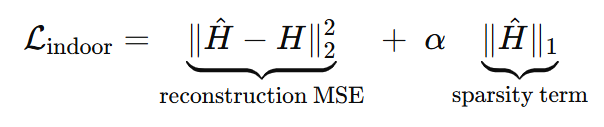 ℒ_indoor = ‖Ĥ − H‖₂² + α ‖Ĥ‖₁
reconstruction MSE sparsity term